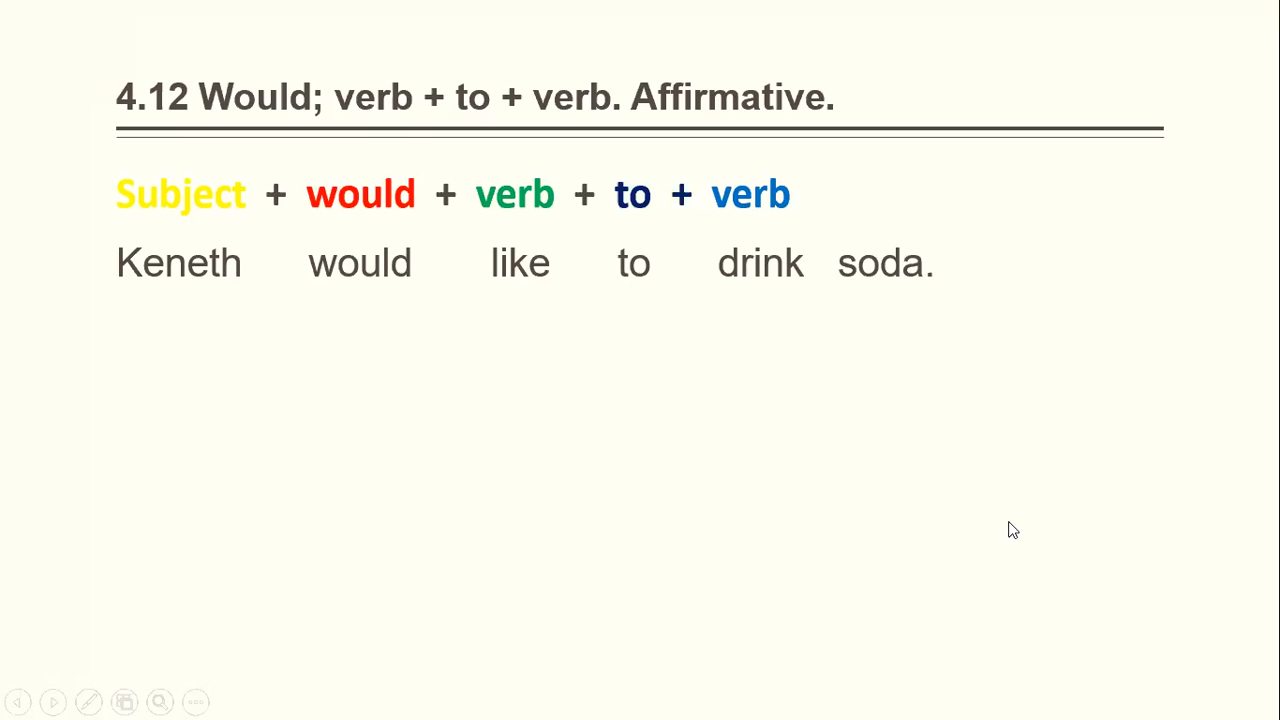 4.12 Would; verb + to + verb. Affirmative.
Subject + would + verb + to + verb
Keneth would like to drink soda.